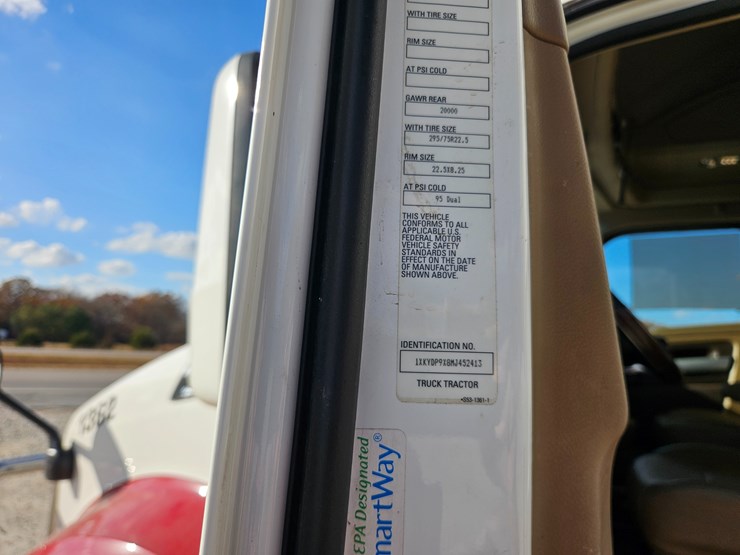 WITH TIRE SIZE
RIM SIZE
AT PSI COLD
GAWR REAR
20000
WITH TIRE SIZE
295/75R22.5
RIM SIZE
22.5X8.25
AT PSI COLD
95 Dual
THIS VEHICLE
CONFORMS TO ALL
APPLICABLE U.S.
FEDERAL MOTOR
VEHICLE SAFETY
STANDARDS IN
EFFECT ON THE DATE
OF MANUFACTURE
SHOWN ABOVE.
IDENTIFICATION NO.
1XKYDP9X8MJ452413
TRUCK TRACTOR
EPA Designated
martWay®